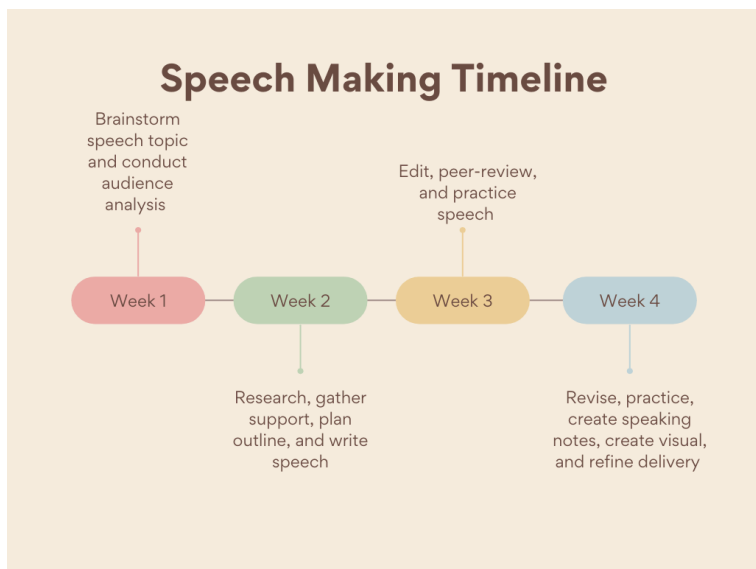 Speech Making Timeline
Brainstorm
speech topic
and conduct
audience
analysis
Edit, peer-review,
and practice
speech
Week 1
Week 2
Week 3
Week 4
Research, gather
support, plan
outline, and write
speech
Revise, practice,
create speaking
notes, create visual,
and refine delivery